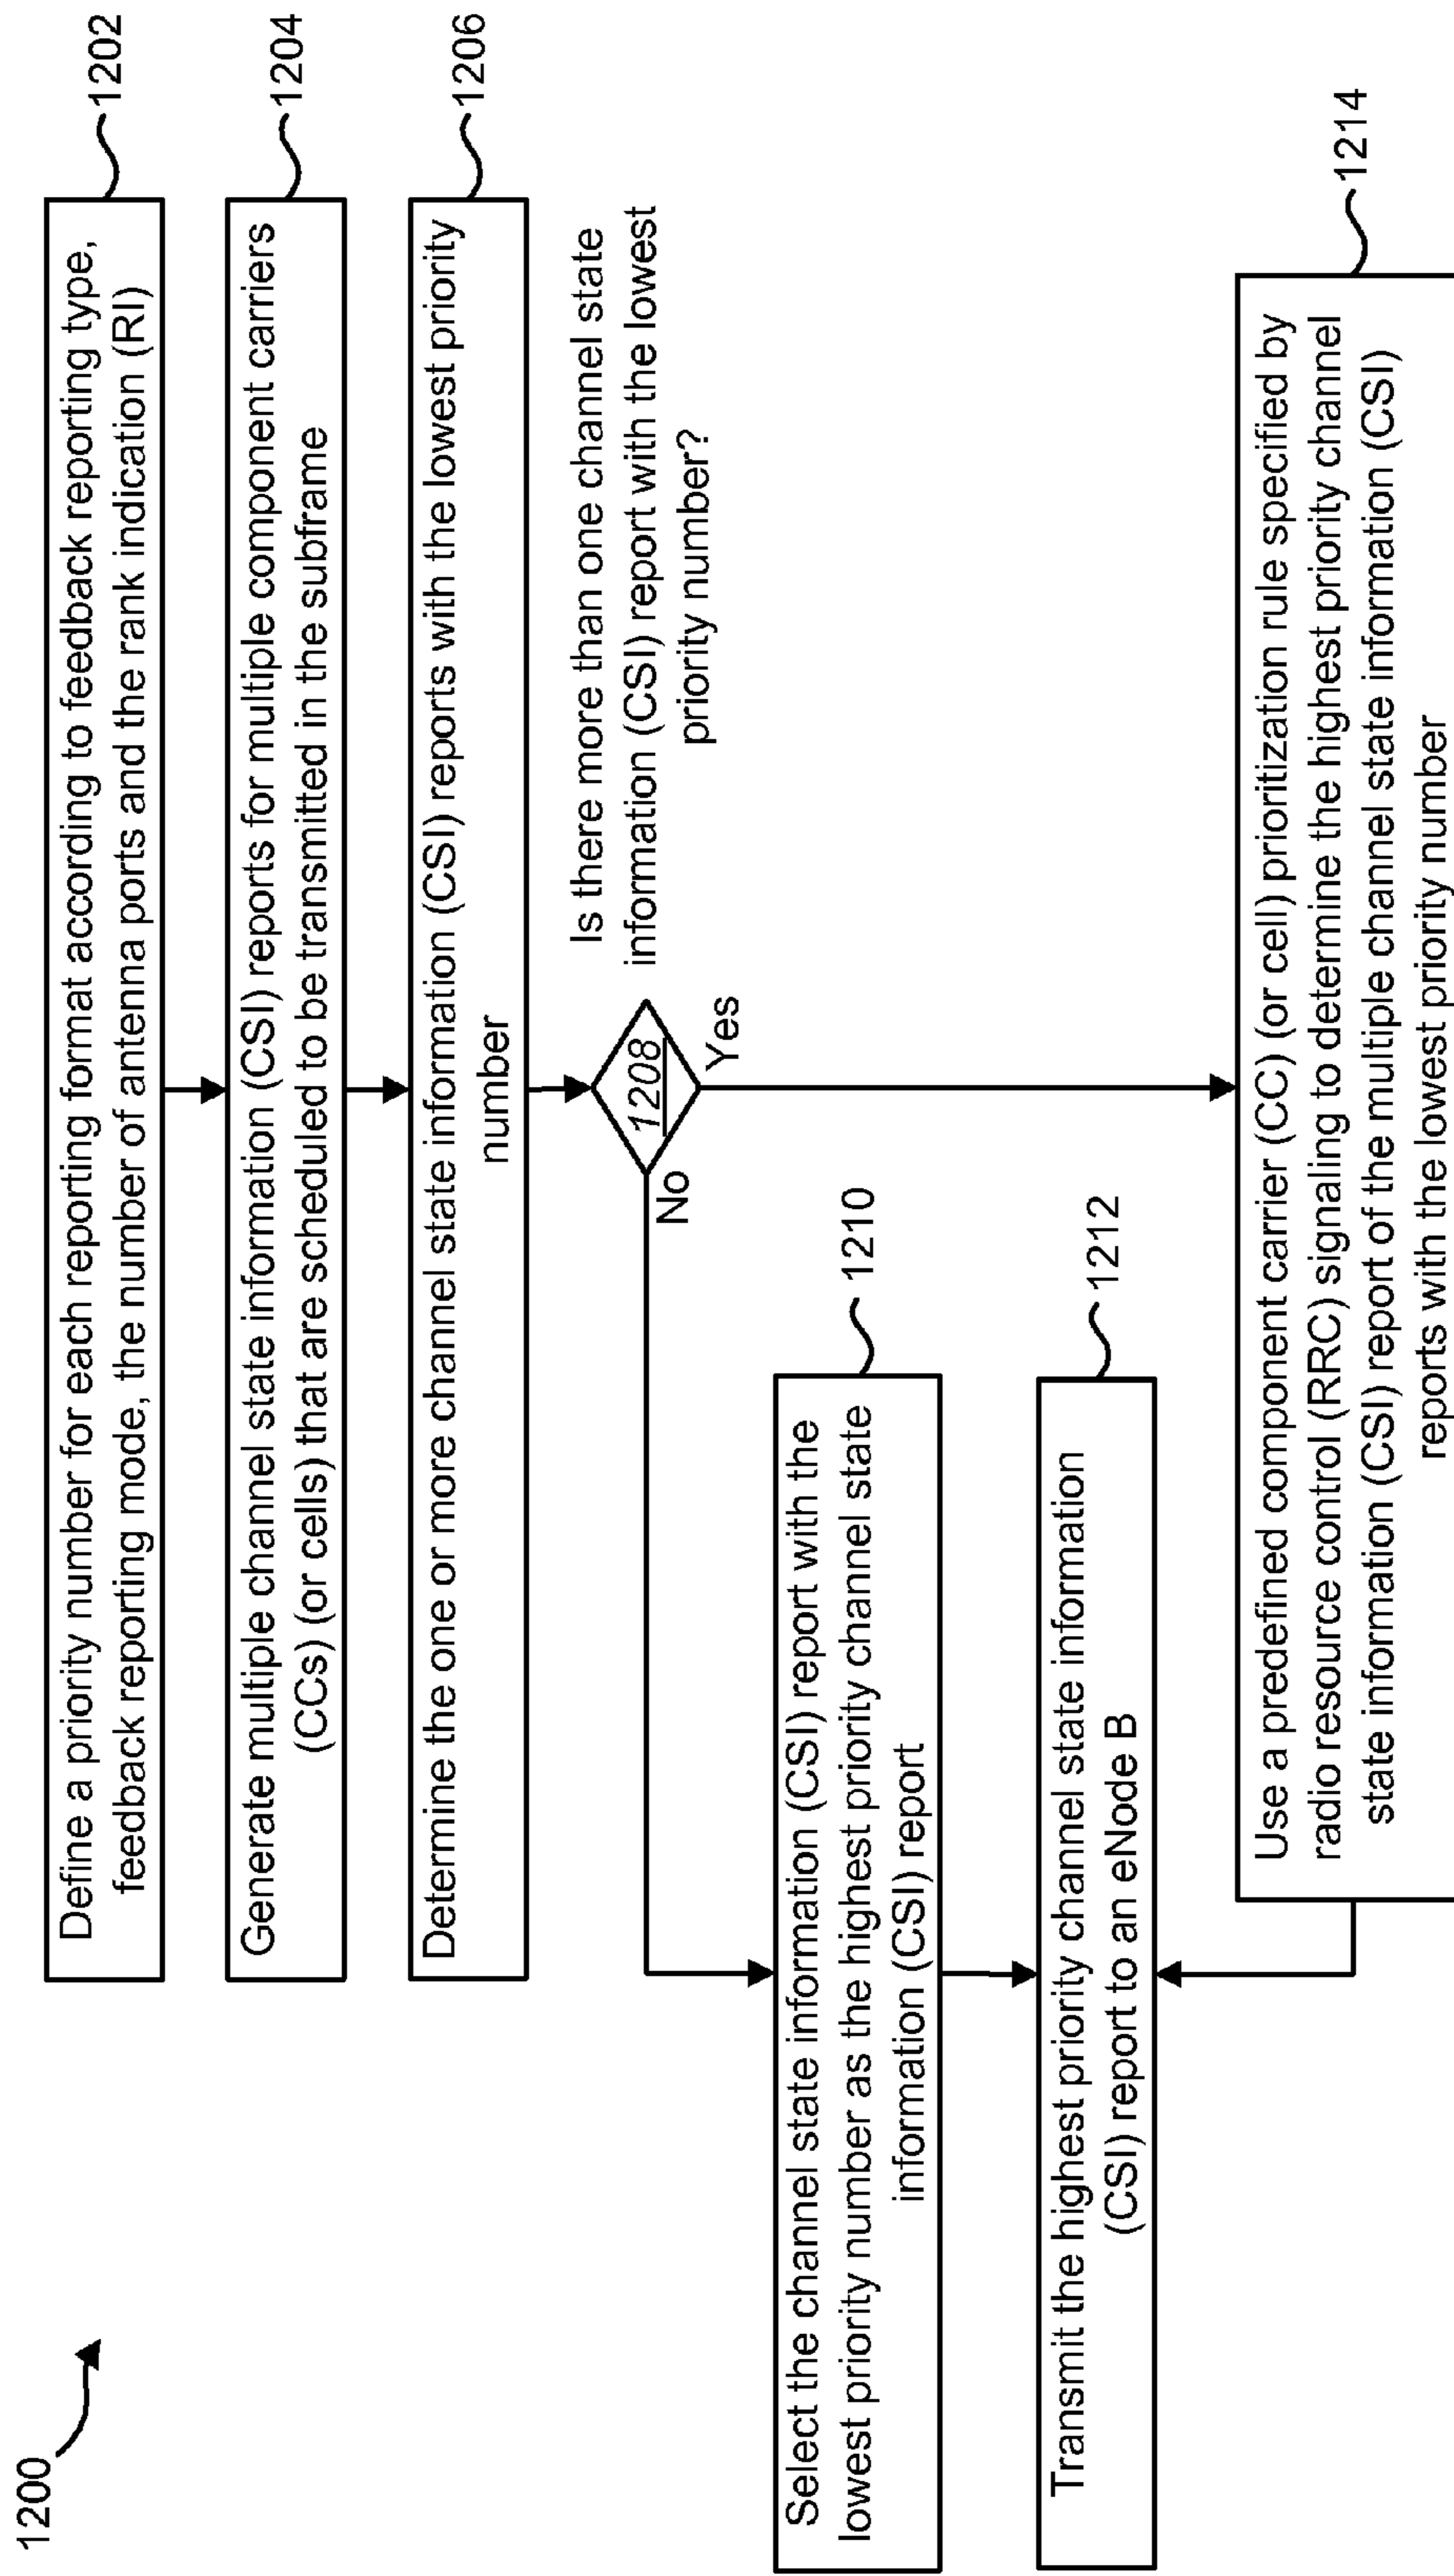 1200
Define a priority number for each reporting format according to feedback reporting type,
feedback reporting mode, the number of antenna ports and the rank indication (RI)
1202
Generate multiple channel state information (CSI) reports for multiple component carriers
(CCs) (or cells) that are scheduled to be transmitted in the subframe
1204
Determine the one or more channel state information (CSI) reports with the lowest priority
number
1206
1208
Is there more than one channel state
information (CSI) report with the lowest
priority number?
No
Yes
Select the channel state information (CSI) report with the
lowest priority number as the highest priority channel state
information (CSI) report
1210
Transmit the highest priority channel state information
(CSI) report to an eNode B
1212
Use a predefined component carrier (CC) (or cell) prioritization rule specified by
radio resource control (RRC) signaling to determine the highest priority channel
state information (CSI) report of the multiple channel state information (CSI)
reports with the lowest priority number
1214